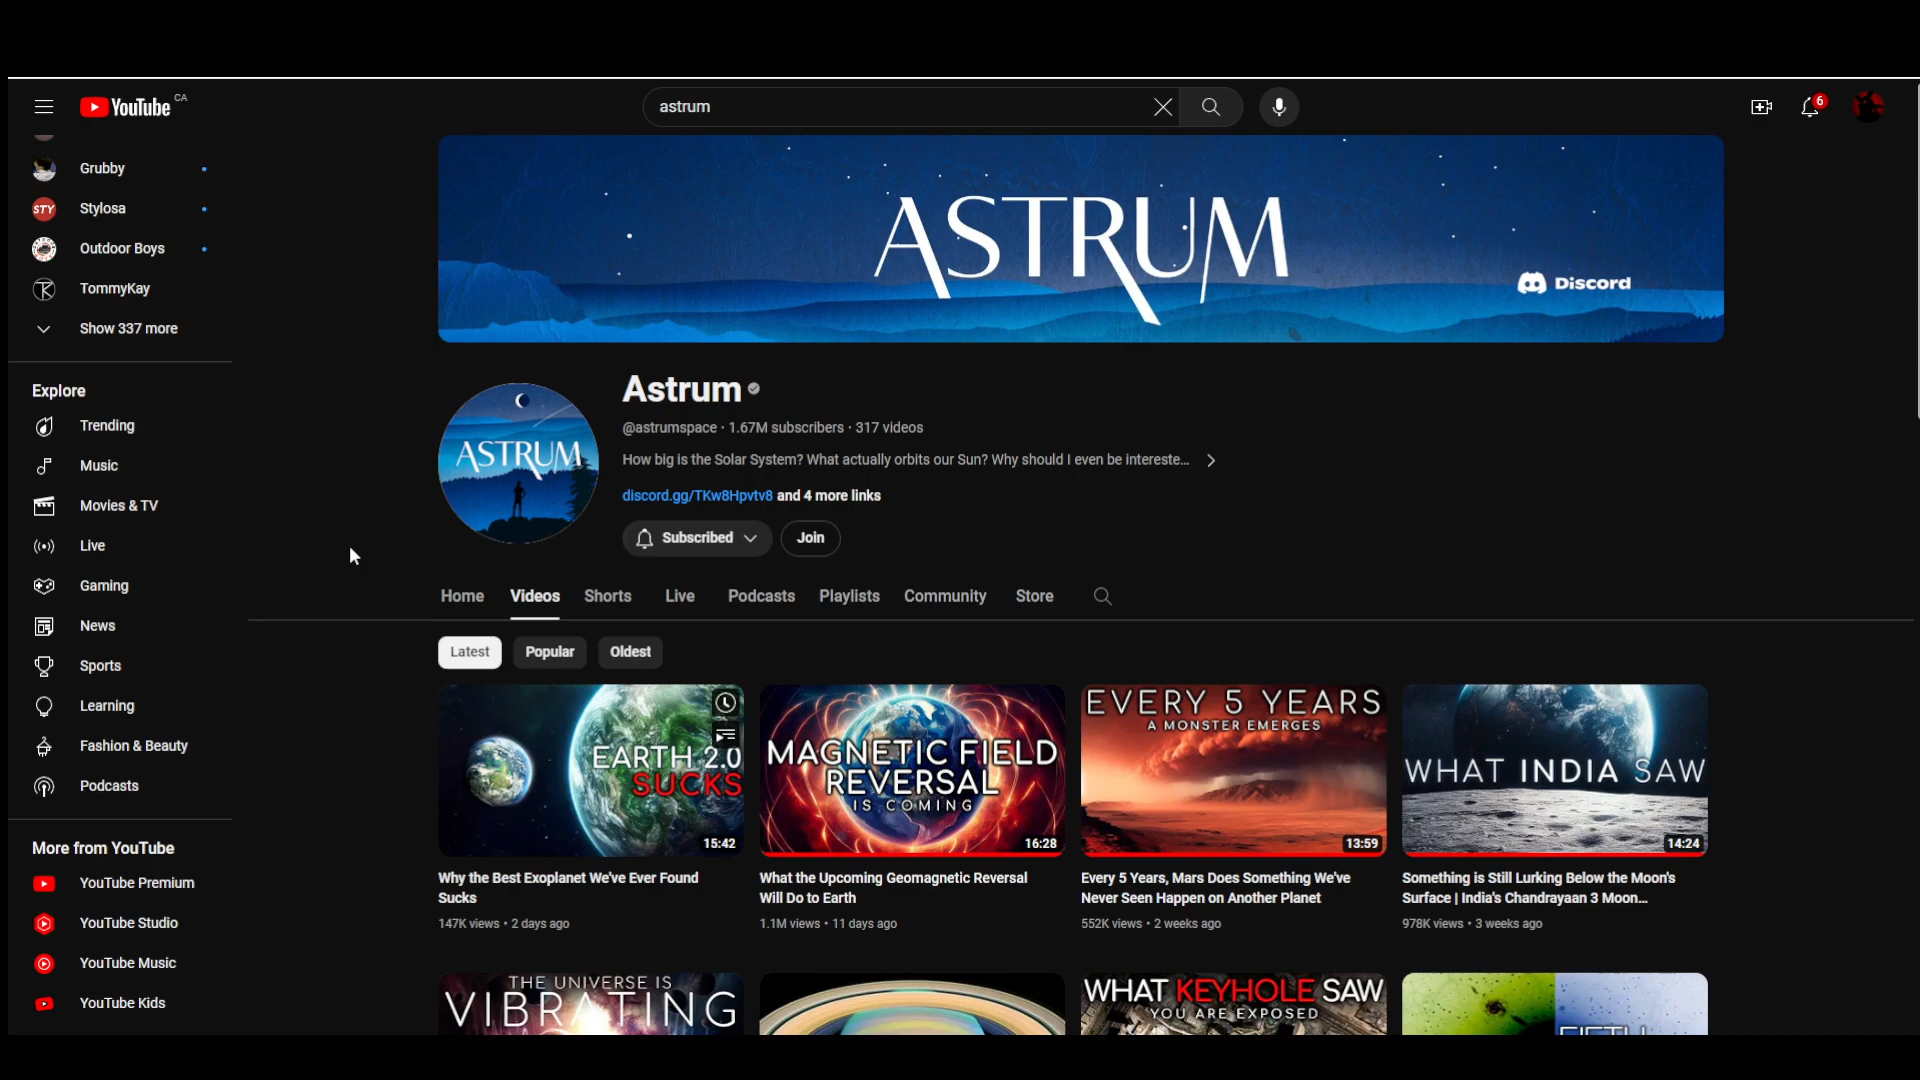 YouTube CA
astrum
6
Grubby
STY
Stylosa
Outdoor Boys
TK
TommyKay
Show 337 more
Explore
Trending
Music
Movies & TV
Live
Gaming
News
Sports
Learning
Fashion & Beauty
Podcasts
More from YouTube
YouTube Premium
YouTube Studio
YouTube Music
YouTube Kids
ASTRUM
Discord
ASTRUM
Astrum
@astrumspace · 1.67M subscribers · 317 videos
How big is the Solar System? What actually orbits our Sun? Why should I even be intereste...
discord.gg/TKw8Hpvtv8 and 4 more links
Subscribed
Join
Home Videos Shorts Live Podcasts Playlists Community Store
Latest Popular Oldest
EARTH 2.0
SUCKS
15:42
Why the Best Exoplanet We've Ever Found
Sucks
147K views • 2 days ago
MAGNETIC FIELD
REVERSAL
IS COMING
16:28
What the Upcoming Geomagnetic Reversal
Will Do to Earth
1.1M views • 11 days ago
EVERY 5 YEARS
A MONSTER EMERGES
13:59
Every 5 Years, Mars Does Something We've
Never Seen Happen on Another Planet
552K views • 2 weeks ago
WHAT INDIA SAW
14:24
Something is Still Lurking Below the Moon's
Surface | India's Chandrayaan 3 Moon...
978K views • 3 weeks ago
THE UNIVERSE IS
VIBRATING
WHAT KEYHOLE SAW
YOU ARE EXPOSED